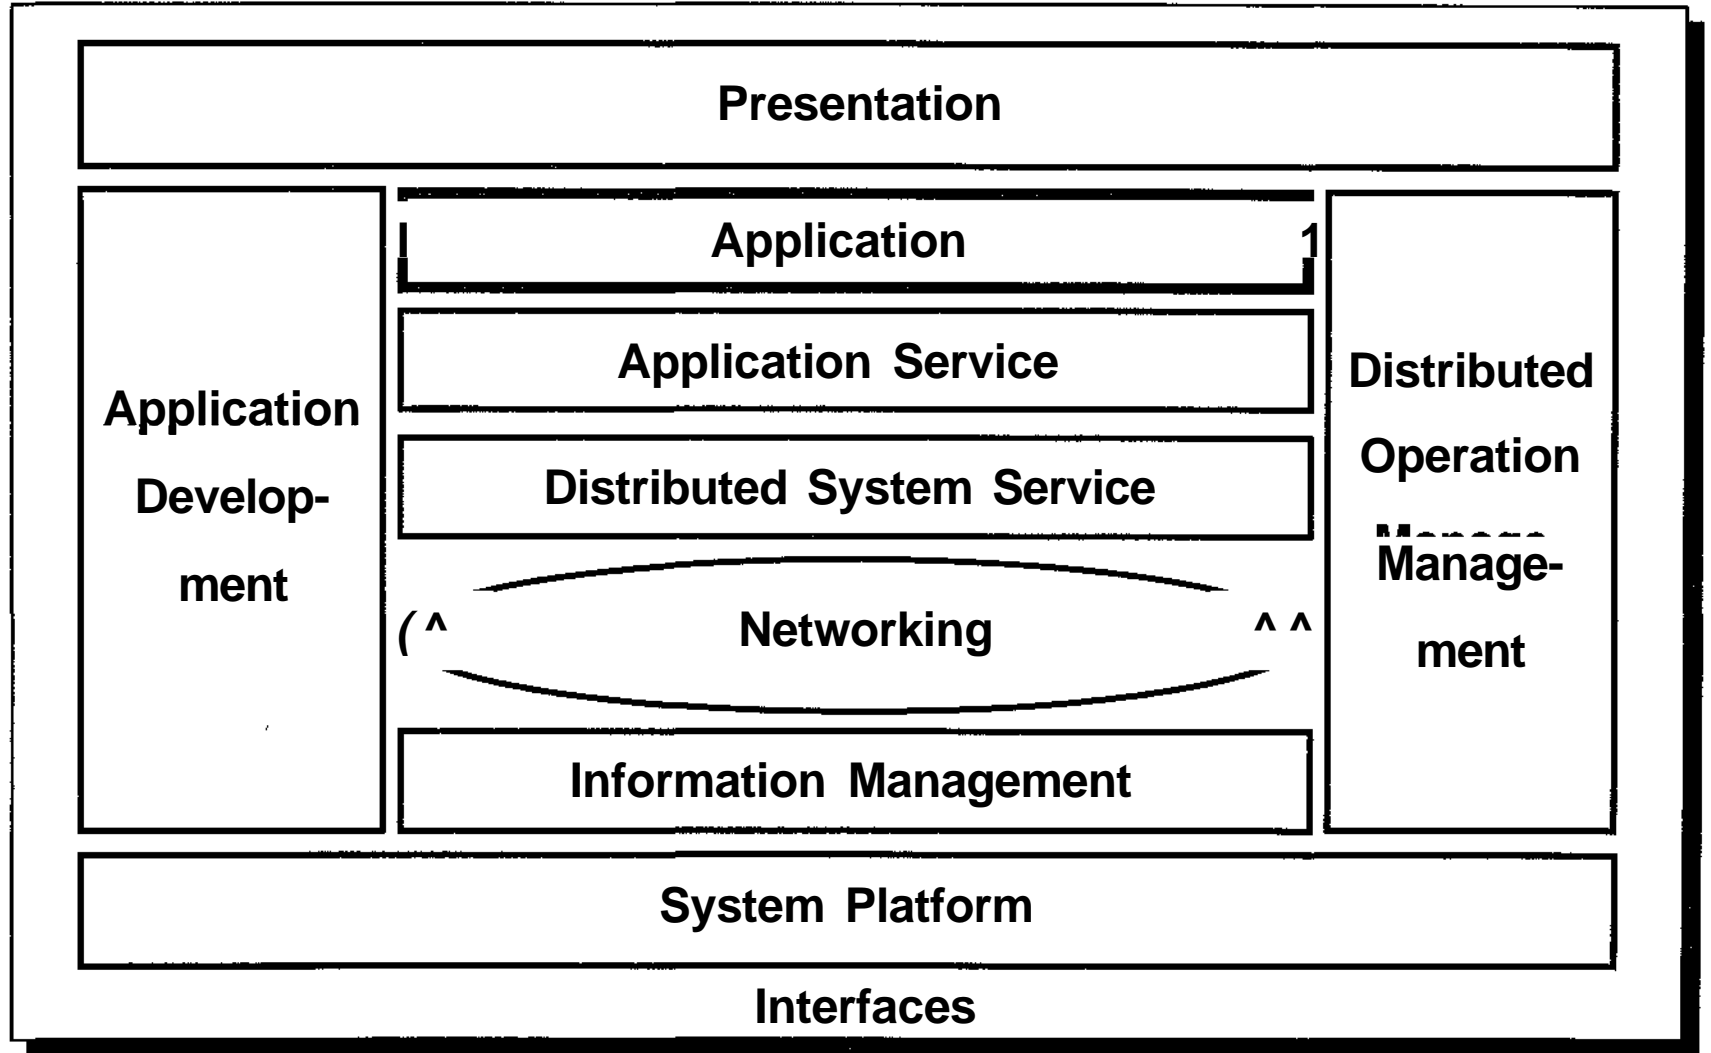 Presentation
Application
Application Service
Distributed System Service
Networking
Information Management
Application
Develop-
ment
Distributed
Operation
Manage-
ment
System Platform
Interfaces